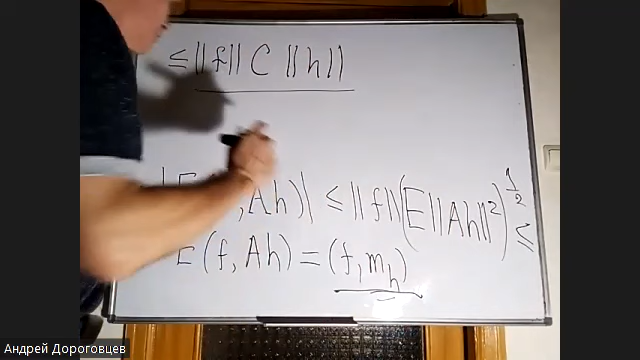 ≤ ||f|| C ||h||
, Ah)| ≤ ||f|| (E||Ah||²)^{1/2} ≤
E(f, Ah) = (f, m_h)
Андрей Дороговцев